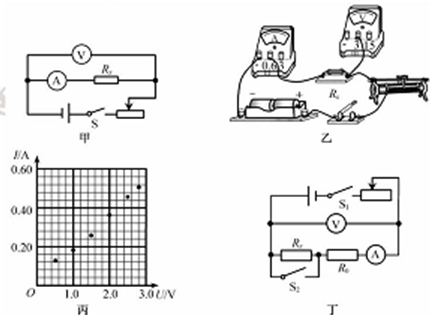 V
A
Rₓ
S
甲
A
V
- 0.6 3
- 3 15
Rₓ
- +
乙
I/A
0.60
0.40
0.20
O
1.0 2.0 3.0 U/V
丙
S₁
V
Rₓ
R₀
A
S₂
丁